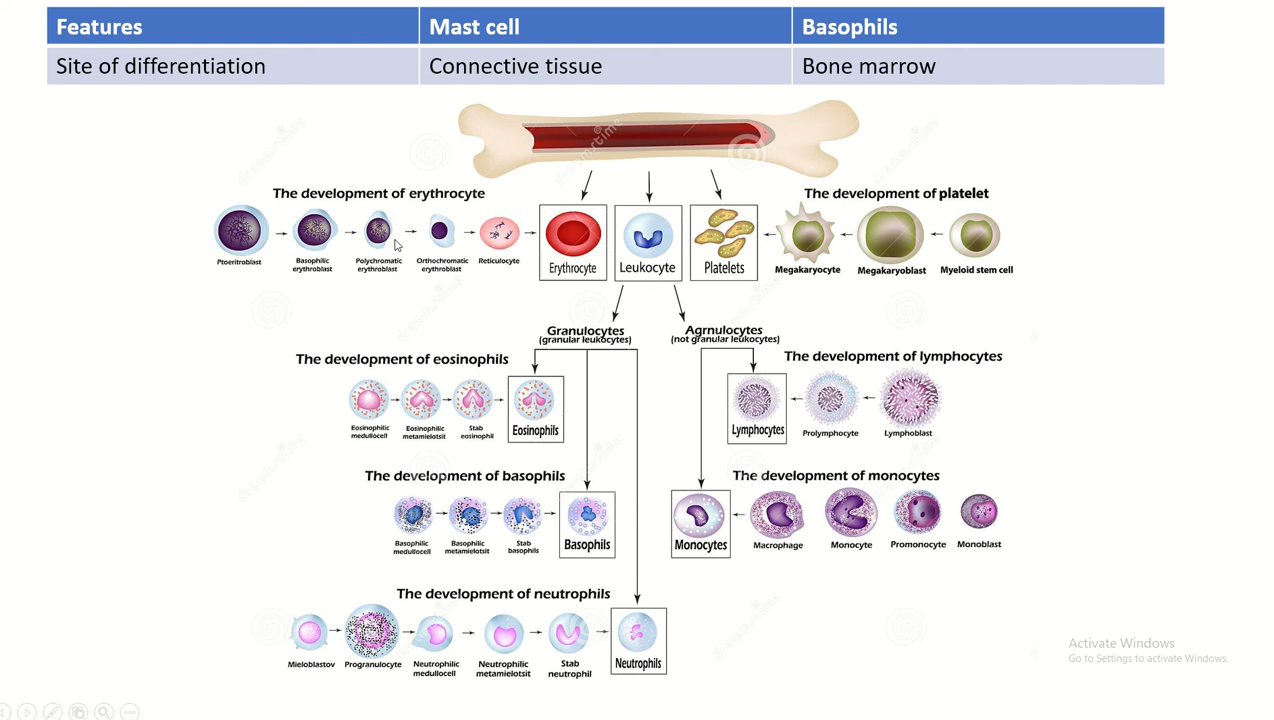 Features Mast cell Basophils
Site of differentiation Connective tissue Bone marrow
The development of erythrocyte
The development of platelet
Ptoeritroblast
Basophilic
erythroblast
Polychromatic
erythroblast
Orthochromatic
erythroblast
Reticulocyte
Erythrocyte
Leukocyte
Platelets
Megakaryocyte
Megakaryoblast
Myeloid stem cell
Granulocytes
(granular leukocytes)
Agrnulocytes
(not granular leukocytes)
The development of eosinophils
Eosinophilic
medullocell
Eosinophilic
metamielotsit
Stab
eosinophil
Eosinophils
The development of lymphocytes
Lymphocytes
Prolymphocyte
Lymphoblast
The development of basophils
Basophilic
medullocell
Basophilic
metamielotsit
Stab
basophils
Basophils
The development of monocytes
Monocytes
Macrophage
Monocyte
Promonocyte
Monoblast
The development of neutrophils
Mieloblastov
Progranulocyte
Neutrophilic
medullocell
Neutrophilic
metamielotsit
Stab
neutrophil
Neutrophils
Activate Windows
Go to Settings to activate Windows.